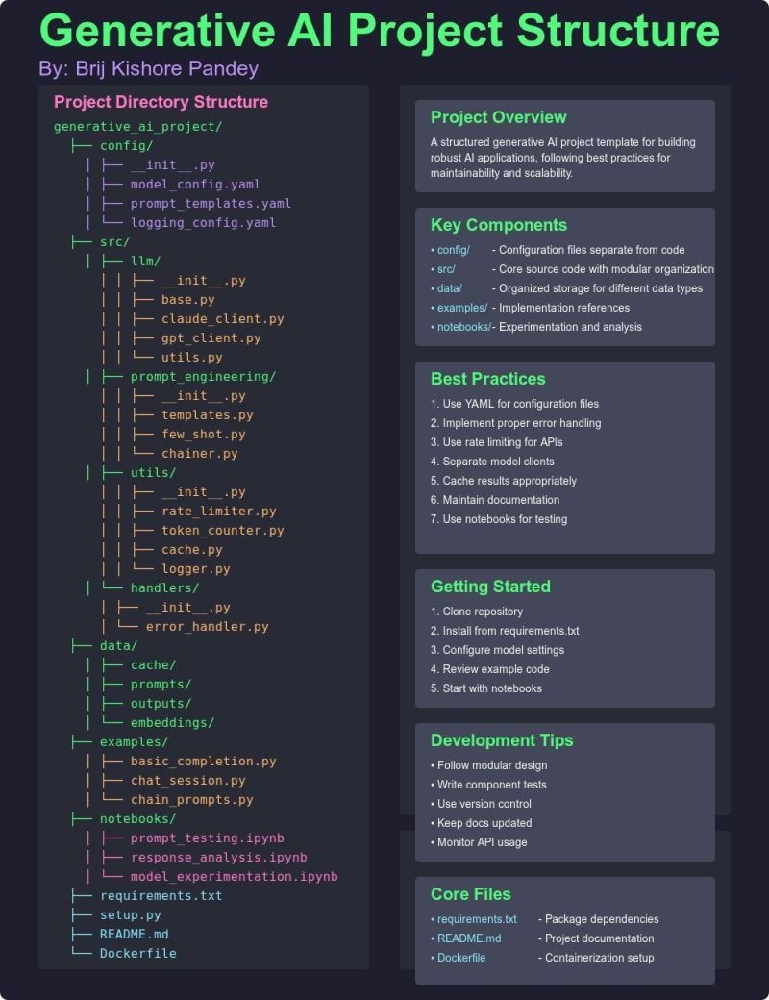 Generative AI Project Structure
By: Brij Kishore Pandey
Project Directory Structure
generative_ai_project/
├── config/
│ ├── __init__.py
│ ├── model_config.yaml
│ ├── prompt_templates.yaml
│ └── logging_config.yaml
├── src/
│ ├── llm/
│ │ ├── __init__.py
│ │ ├── base.py
│ │ ├── claude_client.py
│ │ ├── gpt_client.py
│ │ └── utils.py
│ ├── prompt_engineering/
│ │ ├── __init__.py
│ │ ├── templates.py
│ │ ├── few_shot.py
│ │ └── chainer.py
│ ├── utils/
│ │ ├── __init__.py
│ │ ├── rate_limiter.py
│ │ ├── token_counter.py
│ │ ├── cache.py
│ │ └── logger.py
│ └── handlers/
│ ├── __init__.py
│ └── error_handler.py
├── data/
│ ├── cache/
│ ├── prompts/
│ ├── outputs/
│ └── embeddings/
├── examples/
│ ├── basic_completion.py
│ ├── chat_session.py
│ └── chain_prompts.py
├── notebooks/
│ ├── prompt_testing.ipynb
│ ├── response_analysis.ipynb
│ └── model_experimentation.ipynb
├── requirements.txt
├── setup.py
├── README.md
└── Dockerfile
Project Overview
A structured generative AI project template for building
robust AI applications, following best practices for
maintainability and scalability.
Key Components
• config/ - Configuration files separate from code
• src/ - Core source code with modular organization
• data/ - Organized storage for different data types
• examples/ - Implementation references
• notebooks/ - Experimentation and analysis
Best Practices
1. Use YAML for configuration files
2. Implement proper error handling
3. Use rate limiting for APIs
4. Separate model clients
5. Cache results appropriately
6. Maintain documentation
7. Use notebooks for testing
Getting Started
1. Clone repository
2. Install from requirements.txt
3. Configure model settings
4. Review example code
5. Start with notebooks
Development Tips
• Follow modular design
• Write component tests
• Use version control
• Keep docs updated
• Monitor API usage
Core Files
• requirements.txt - Package dependencies
• README.md - Project documentation
• Dockerfile - Containerization setup